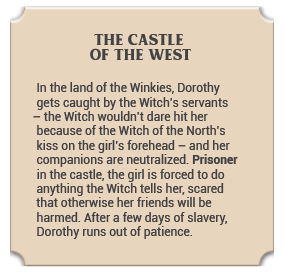 THE CASTLE
OF THE WEST
In the land of the Winkies, Dorothy
gets caught by the Witch's servants
– the Witch wouldn't dare hit her
because of the Witch of the North's
kiss on the girl's forehead – and her
companions are neutralized. Prisoner
in the castle, the girl is forced to do
anything the Witch tells her, scared
that otherwise her friends will be
harmed. After a few days of slavery,
Dorothy runs out of patience.